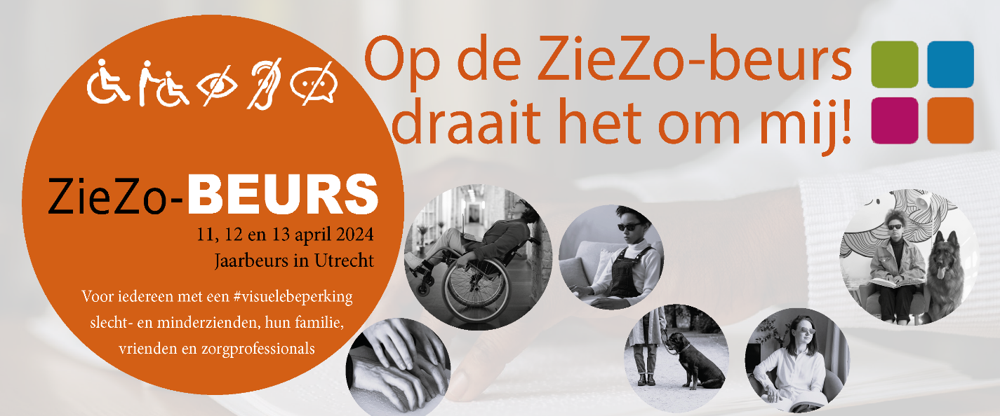 Op de ZieZo-beurs
draait het om mij!
ZieZo-BEURS
11, 12 en 13 april 2024
Jaarbeurs in Utrecht
Voor iedereen met een #visuelebeperking
slecht- en minderzienden, hun familie,
vrienden en zorgprofessionals